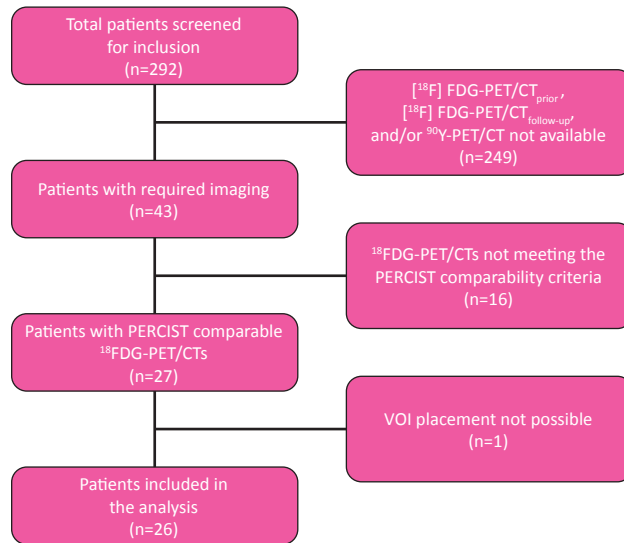 Total patients screened
for inclusion
(n=292)
[¹⁸F] FDG-PET/CTprior,
[¹⁸F] FDG-PET/CTfollow-up,
and/or ⁹⁰Y-PET/CT not available
(n=249)
Patients with required imaging
(n=43)
¹⁸FDG-PET/CTs not meeting the
PERCIST comparability criteria
(n=16)
Patients with PERCIST comparable
¹⁸FDG-PET/CTs
(n=27)
VOI placement not possible
(n=1)
Patients included in
the analysis
(n=26)